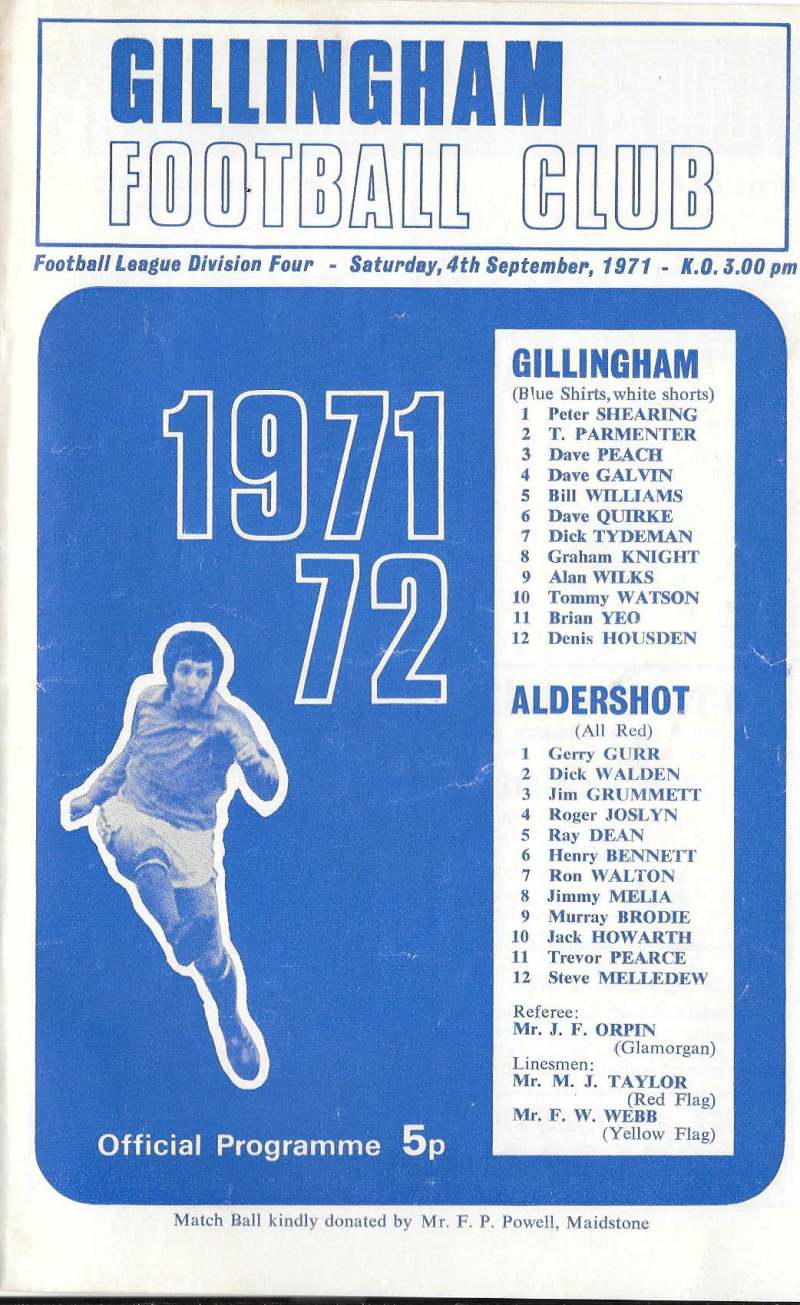 GILLINGHAM
FOOTBALL CLUB
Football League Division Four - Saturday, 4th September, 1971 - K.O. 3.00 pm
1971
72
GILLINGHAM
(Blue Shirts, white shorts)
1 Peter SHEARING
2 T. PARMENTER
3 Dave PEACH
4 Dave GALVIN
5 Bill WILLIAMS
6 Dave QUIRKE
7 Dick TYDEMAN
8 Graham KNIGHT
9 Alan WILKS
10 Tommy WATSON
11 Brian YEO
12 Denis HOUSDEN
ALDERSHOT
(All Red)
1 Gerry GURR
2 Dick WALDEN
3 Jim GRUMMETT
4 Roger JOSLYN
5 Ray DEAN
6 Henry BENNETT
7 Ron WALTON
8 Jimmy MELIA
9 Murray BRODIE
10 Jack HOWARTH
11 Trevor PEARCE
12 Steve MELLEDEW
Referee:
Mr. J. F. ORPIN
(Glamorgan)
Linesmen:
Mr. M. J. TAYLOR
(Red Flag)
Mr. F. W. WEBB
(Yellow Flag)
Official Programme 5p
Match Ball kindly donated by Mr. F. P. Powell, Maidstone